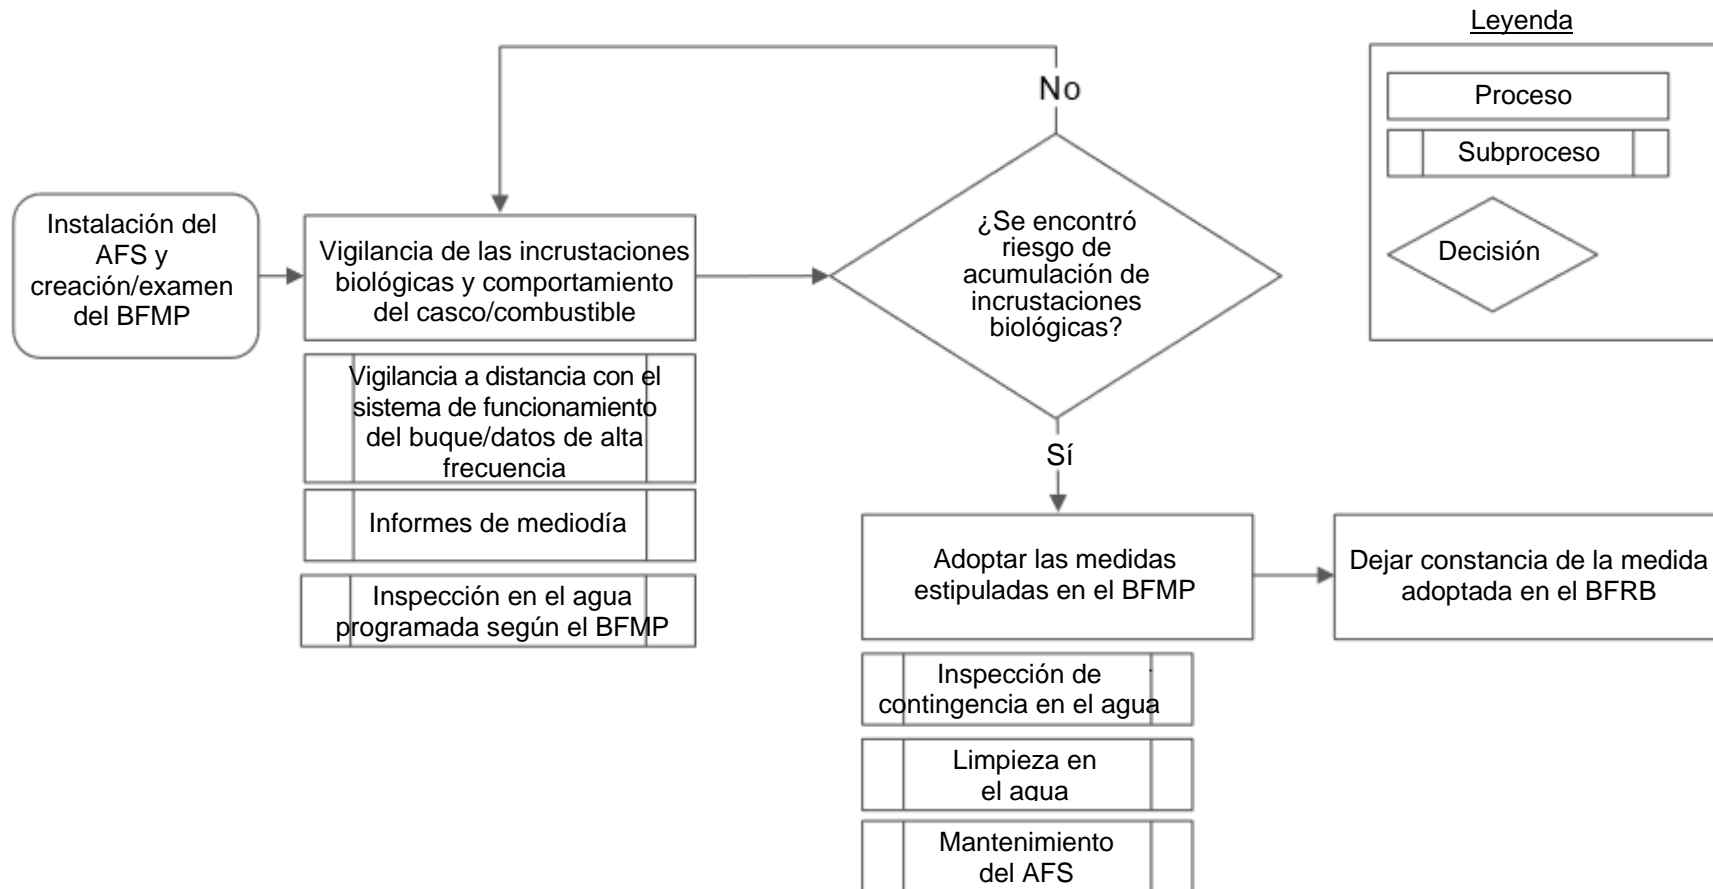 Leyenda
Proceso
Subproceso
Decisión
No
Instalación del
AFS y
creación/examen
del BFMP
Vigilancia de las incrustaciones
biológicas y comportamiento
del casco/combustible
Vigilancia a distancia con el
sistema de funcionamiento
del buque/datos de alta
frecuencia
Informes de mediodía
Inspección en el agua
programada según el BFMP
¿Se encontró
riesgo de
acumulación de
incrustaciones
biológicas?
Sí
Adoptar las medidas
estipuladas en el BFMP
Inspección de
contingencia en el agua
Limpieza en
el agua
Mantenimiento
del AFS
Dejar constancia de la medida
adoptada en el BFRB